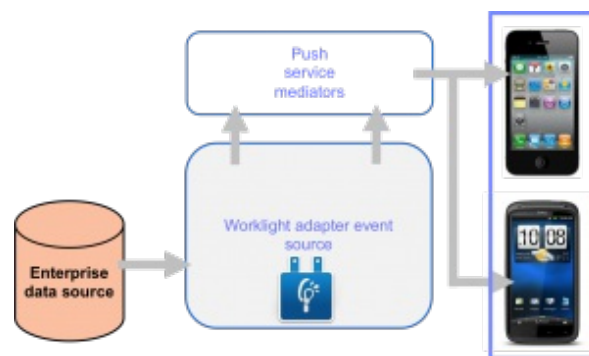 Push
service
mediators
Worklight adapter event
source
Enterprise
data source
10 08